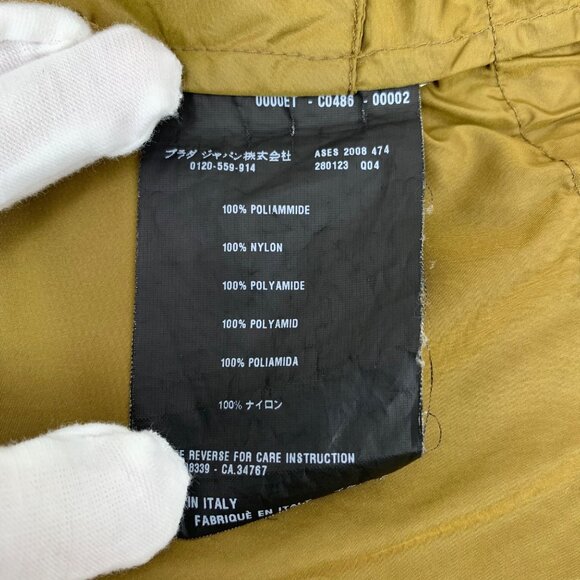 0000ET - C0486 - 00002
プラダ ジャパン株式会社 ASES 2008 474
0120-559-914 280123 Q04
100% POLIAMMIDE
100% NYLON
100% POLYAMIDE
100% POLYAMID
100% POLIAMIDA
100% ナイロン
REVERSE FOR CARE INSTRUCTION
8339 - CA.34767
IN ITALY
FABRIQUÉ EN